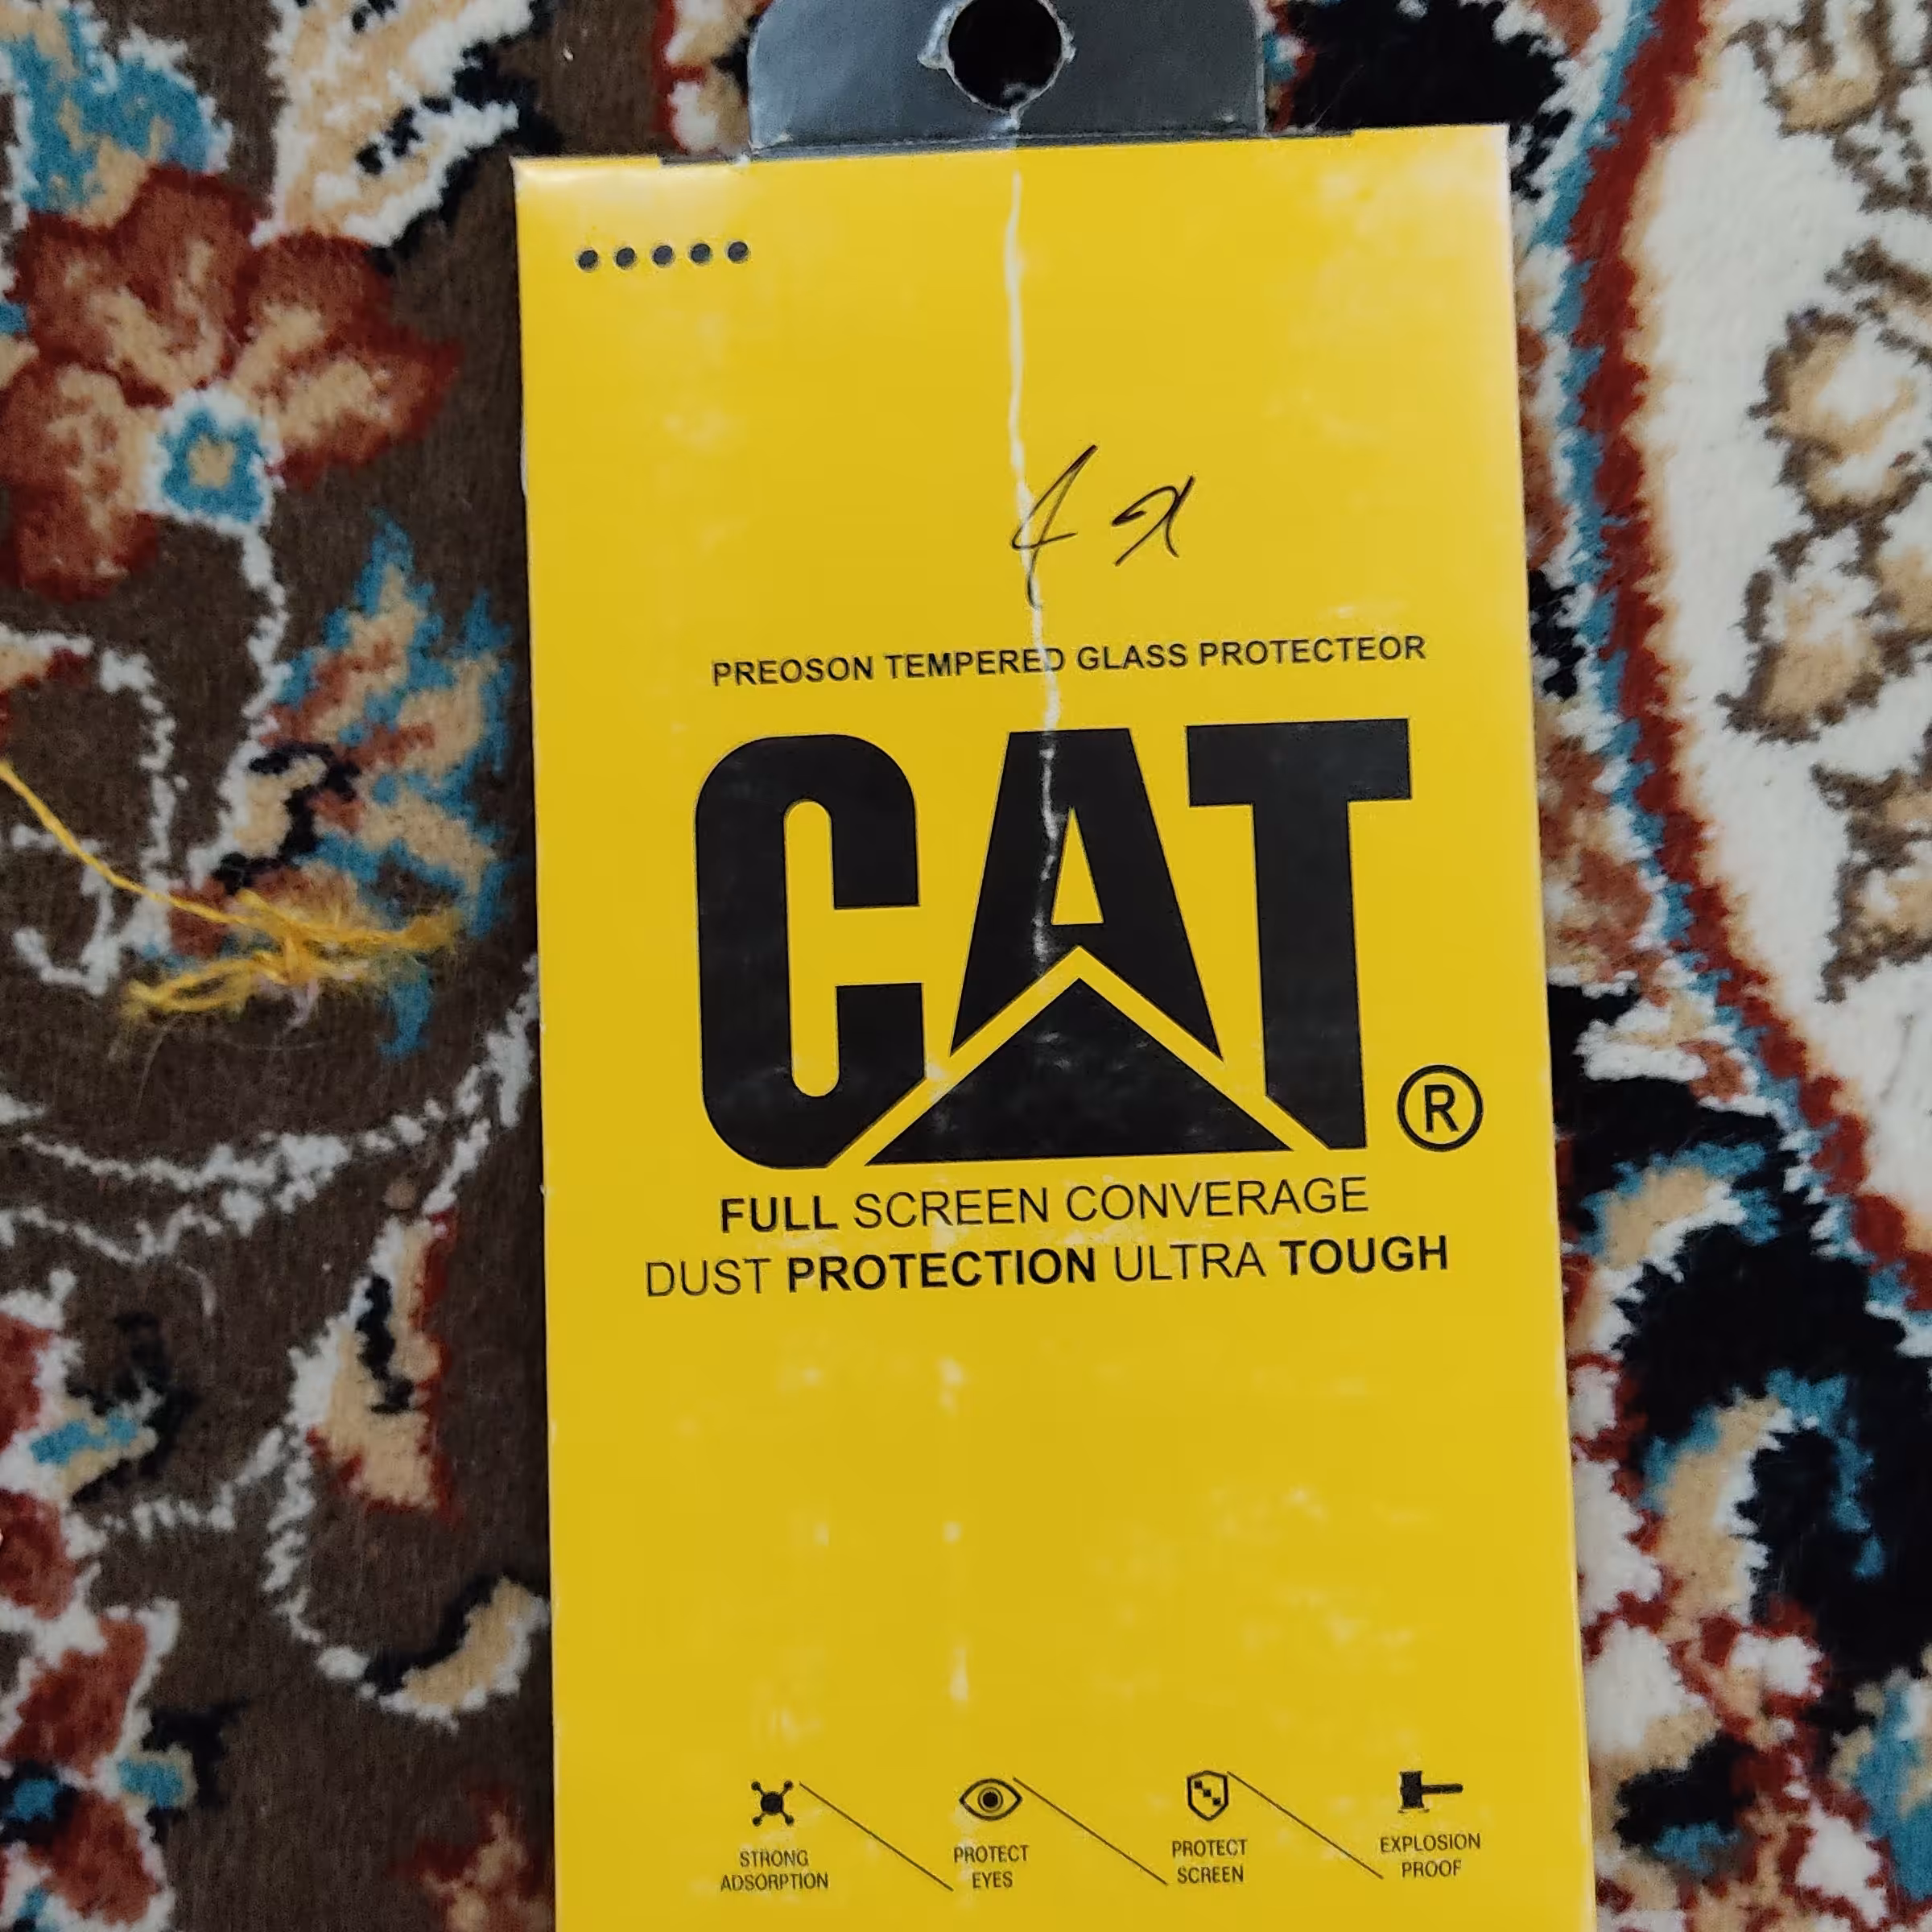 4x
PREOSON TEMPERED GLASS PROTECTEOR
CAT®
FULL SCREEN CONVERAGE
DUST PROTECTION ULTRA TOUGH
STRONG ADSORPTION
PROTECT EYES
PROTECT SCREEN
EXPLOSION PROOF